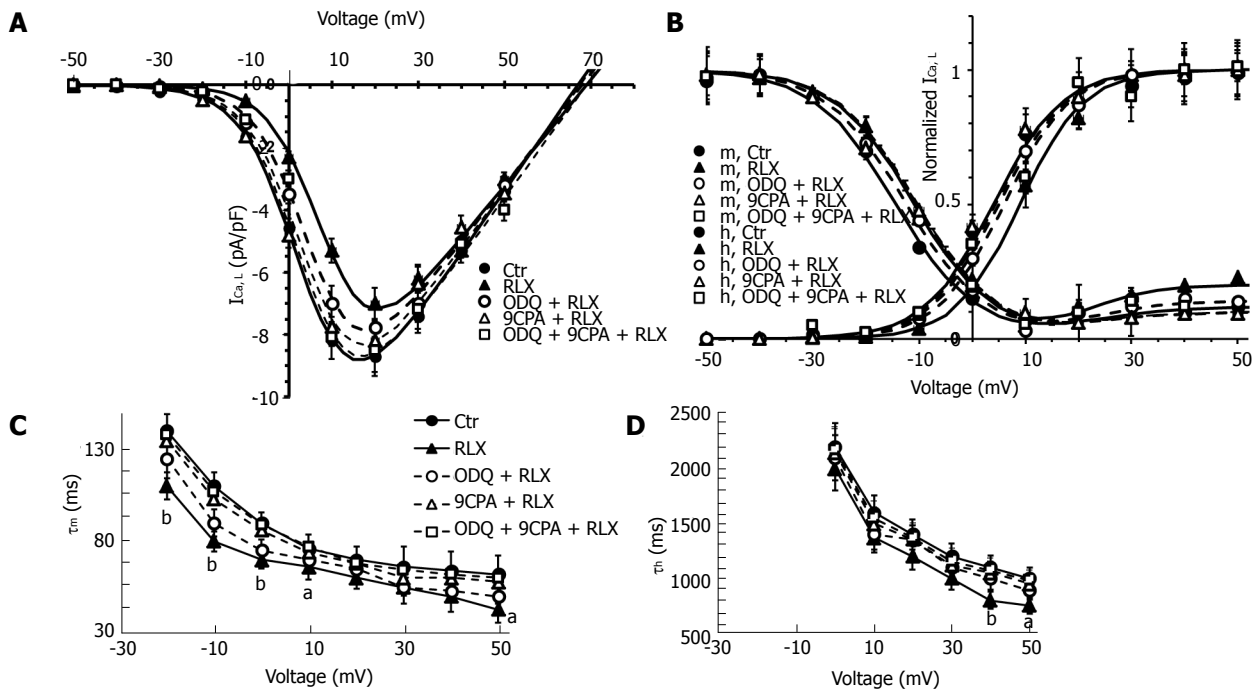 A
Voltage (mV)
-50 -30 -10 10 30 50 70
0.0
-2
-4
-6
-8
-10
I Ca, L (pA/pF)
Ctr
RLX
ODQ + RLX
9CPA + RLX
ODQ + 9CPA + RLX
B
Normalized I Ca, L
1
0.5
0
m, Ctr
m, RLX
m, ODQ + RLX
m, 9CPA + RLX
m, ODQ + 9CPA + RLX
h, Ctr
h, RLX
h, ODQ + RLX
h, 9CPA + RLX
h, ODQ + 9CPA + RLX
-50 -30 -10 10 30 50
Voltage (mV)
C
τm (ms)
130
80
30
b
b
b
a
a
Ctr
RLX
ODQ + RLX
9CPA + RLX
ODQ + 9CPA + RLX
-30 -10 10 30 50
Voltage (mV)
D
τh (ms)
2500
2000
1500
1000
500
b
a
-30 -10 10 30 50
Voltage (mV)